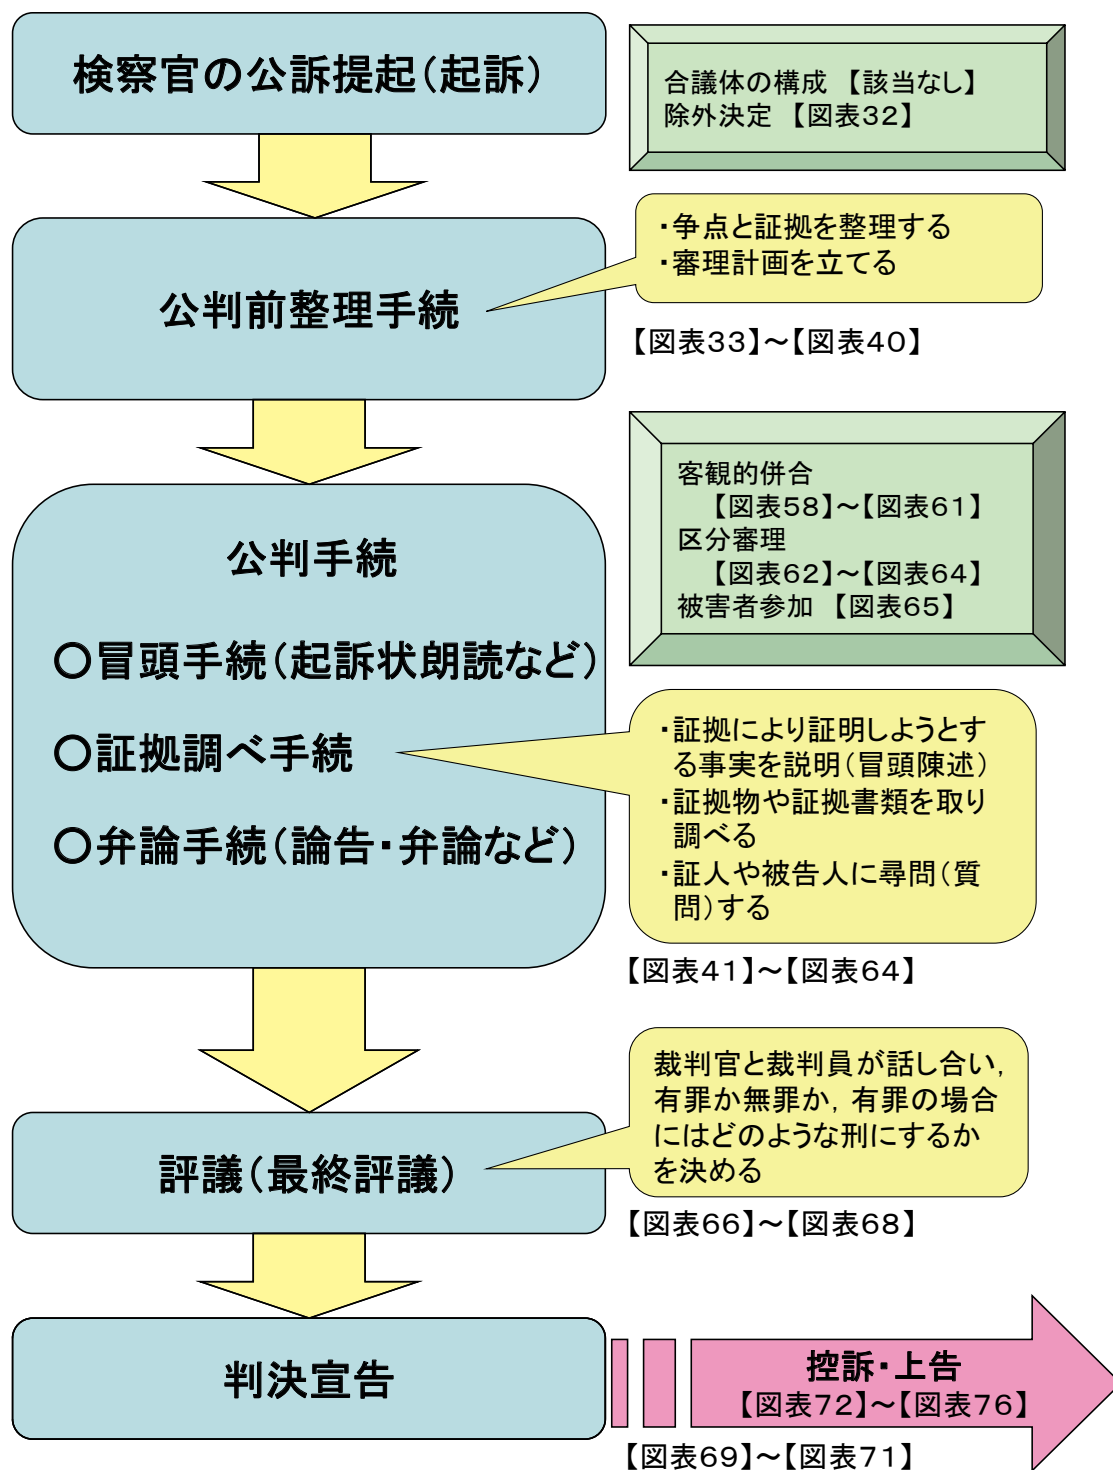 検察官の公訴提起（起訴）
合議体の構成　【該当なし】
除外決定　【図表32】
公判前整理手続
・争点と証拠を整理する
・審理計画を立てる
【図表33】～【図表40】
客観的併合
【図表58】～【図表61】
区分審理
【図表62】～【図表64】
被害者参加　【図表65】
公判手続
○冒頭手続（起訴状朗読など）
○証拠調べ手続
○弁論手続（論告・弁論など）
・証拠により証明しようとす
る事実を説明（冒頭陳述）
・証拠物や証拠書類を取り
調べる
・証人や被告人に尋問（質
問）する
【図表41】～【図表64】
評議（最終評議）
裁判官と裁判員が話し合い，
有罪か無罪か，有罪の場合
にはどのような刑にするか
を決める
【図表66】～【図表68】
判決宣告
控訴・上告
【図表72】～【図表76】
【図表69】～【図表71】